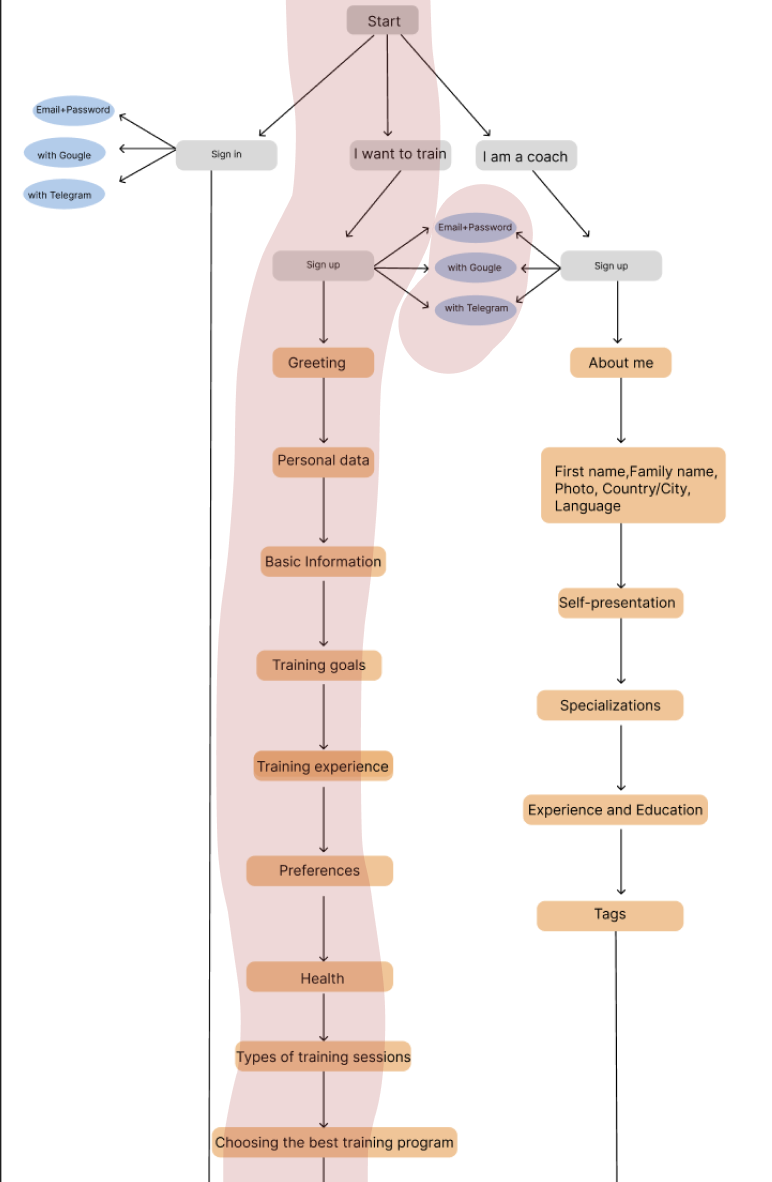 Start
Email+Password
with Gougle
with Telegram
Sign in
I want to train
I am a coach
Sign up
Email+Password
with Gougle
with Telegram
Sign up
Greeting
About me
Personal data
First name,Family name,
Photo, Country/City,
Language
Basic Information
Self-presentation
Training goals
Specializations
Training experience
Experience and Education
Preferences
Tags
Health
Types of training sessions
Choosing the best training program